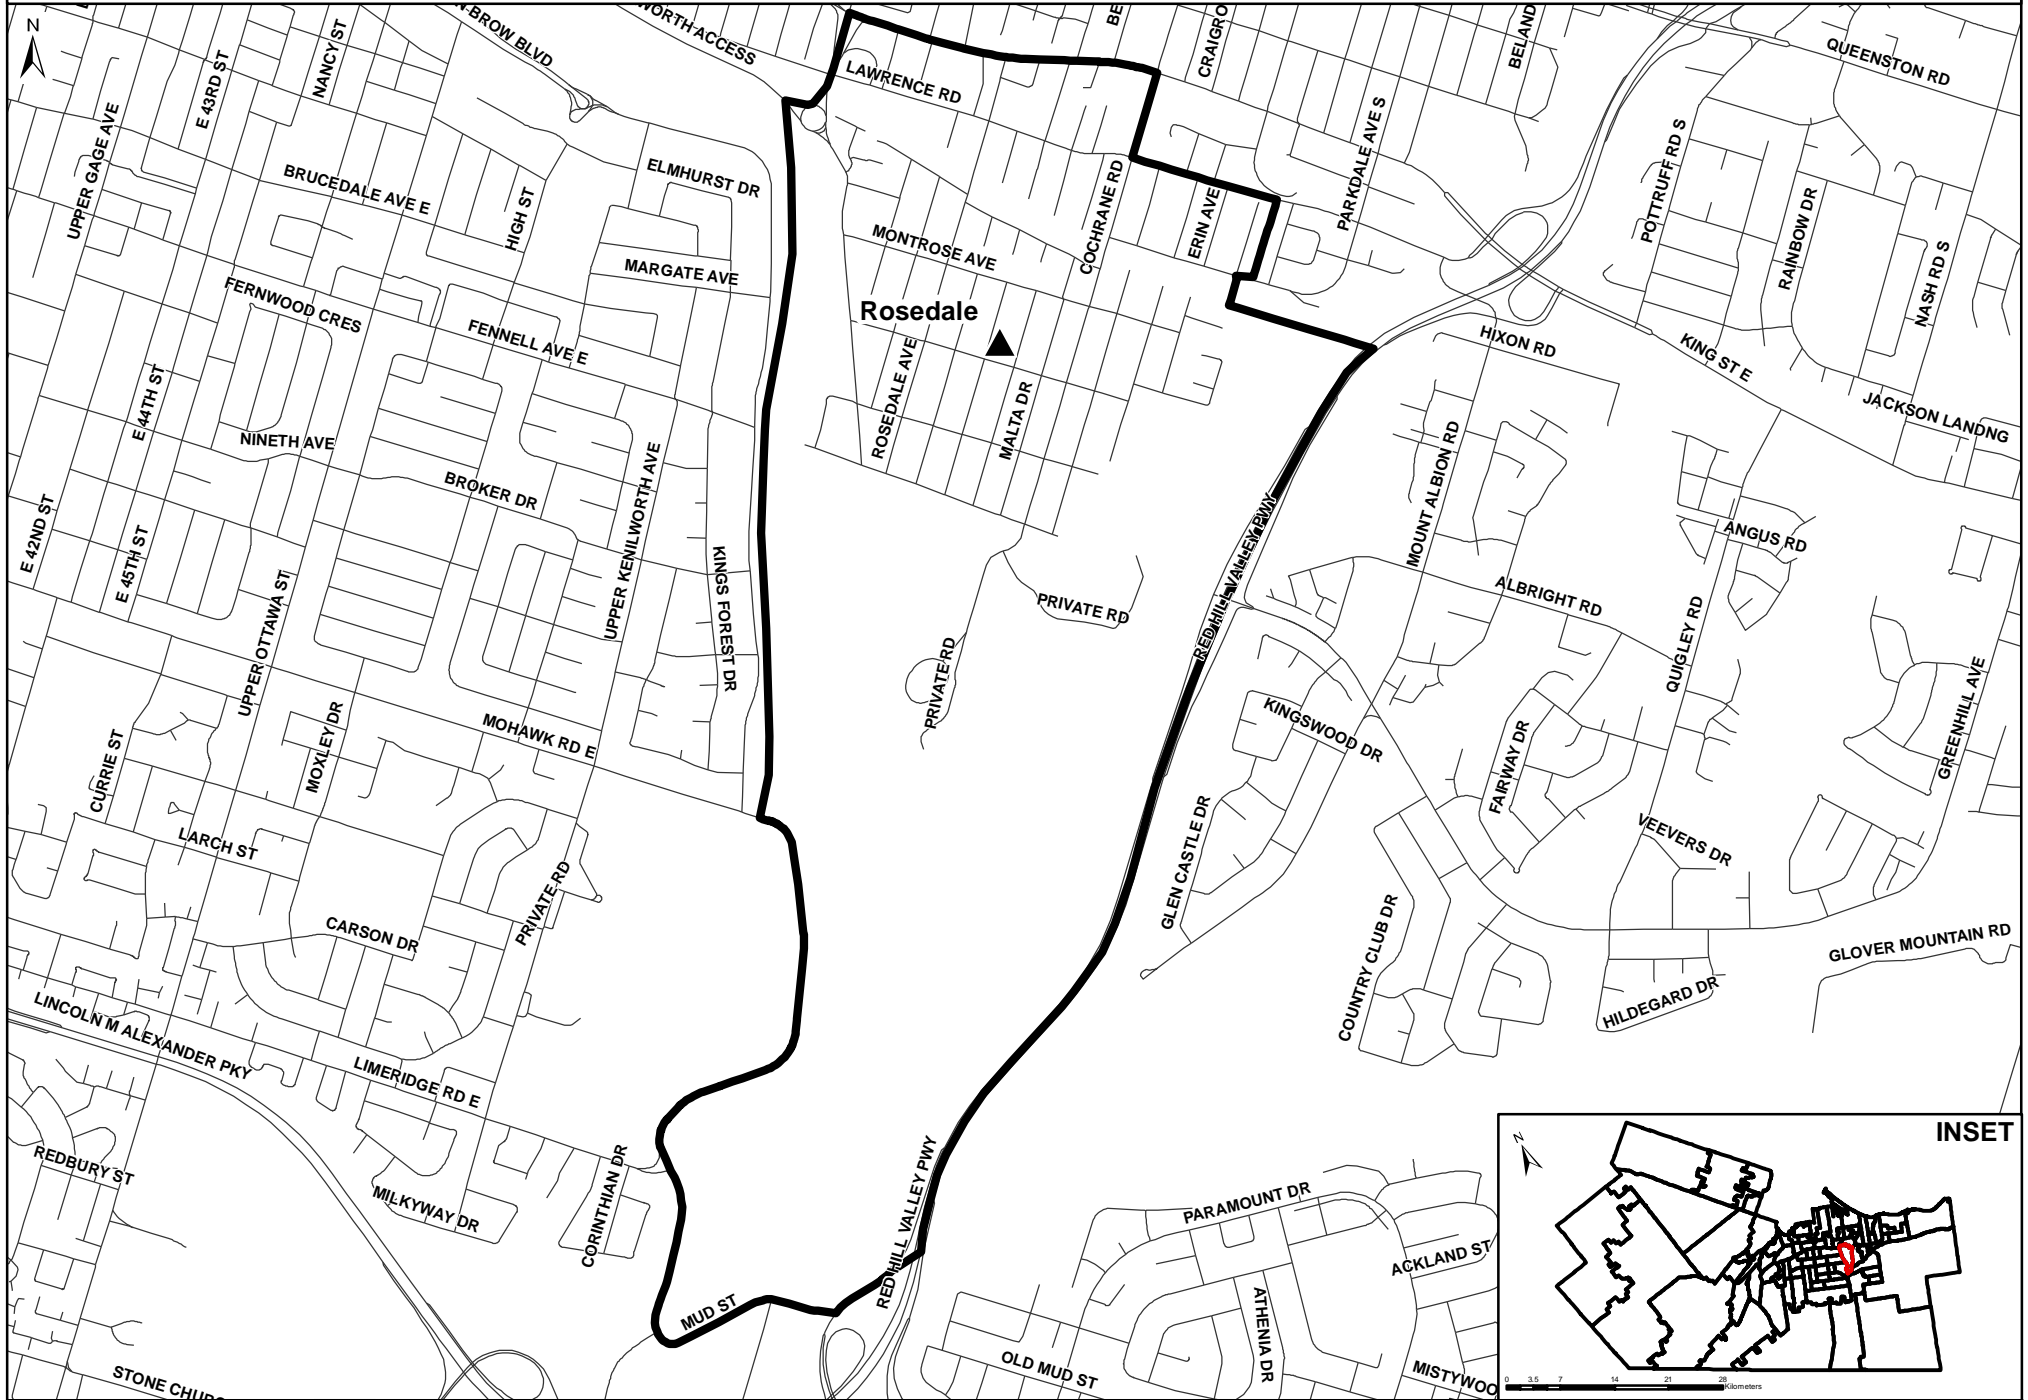 N
E 43RD ST
NANCY ST
N-BROW BLVD
WORTH ACCESS
BE
CRAIGRO
BELAND
QUEENSTON RD
LAWRENCE RD
UPPER GAGE AVE
BRUCEDALE AVE E
HIGH ST
ELMHURST DR
MARGATE AVE
MONTROSE AVE
COCHRANE RD
ERIN AVE
PARKDALE AVE S
POTTRUFF RD S
RAINBOW DR
NASH RD S
FERNWOOD CRES
FENNELL AVE E
Rosedale
HIXON RD
KING ST E
JACKSON LANDNG
E 44TH ST
NINETH AVE
BROKER DR
ROSEDALE AVE
MALTA DR
MOUNT ALBION RD
ANGUS RD
E 42ND ST
E 45TH ST
UPPER OTTAWA ST
UPPER KENILWORTH AVE
KINGS FOREST DR
PRIVATE RD
PRIVATE RD
RED HILL VALLEY PWY
ALBRIGHT RD
QUIGLEY RD
GREENHILL AVE
CURRIE ST
MOXLEY DR
MOHAWK RD E
KINGSWOOD DR
FAIRWAY DR
LARCH ST
PRIVATE RD
GLEN CASTLE DR
VEEVERS DR
CARSON DR
COUNTRY CLUB DR
GLOVER MOUNTAIN RD
HILDEGARD DR
LINCOLN M ALEXANDER PKY
LIMERIDGE RD E
REDBURY ST
MILKYWAY DR
CORINTHIAN DR
RED HILL VALLEY PWY
MUD ST
PARAMOUNT DR
ACKLAND ST
ATHENIA DR
OLD MUD ST
MISTYWOO
STONE CHURC
INSET
N
0 3.5 7 14 21 28
Kilometers